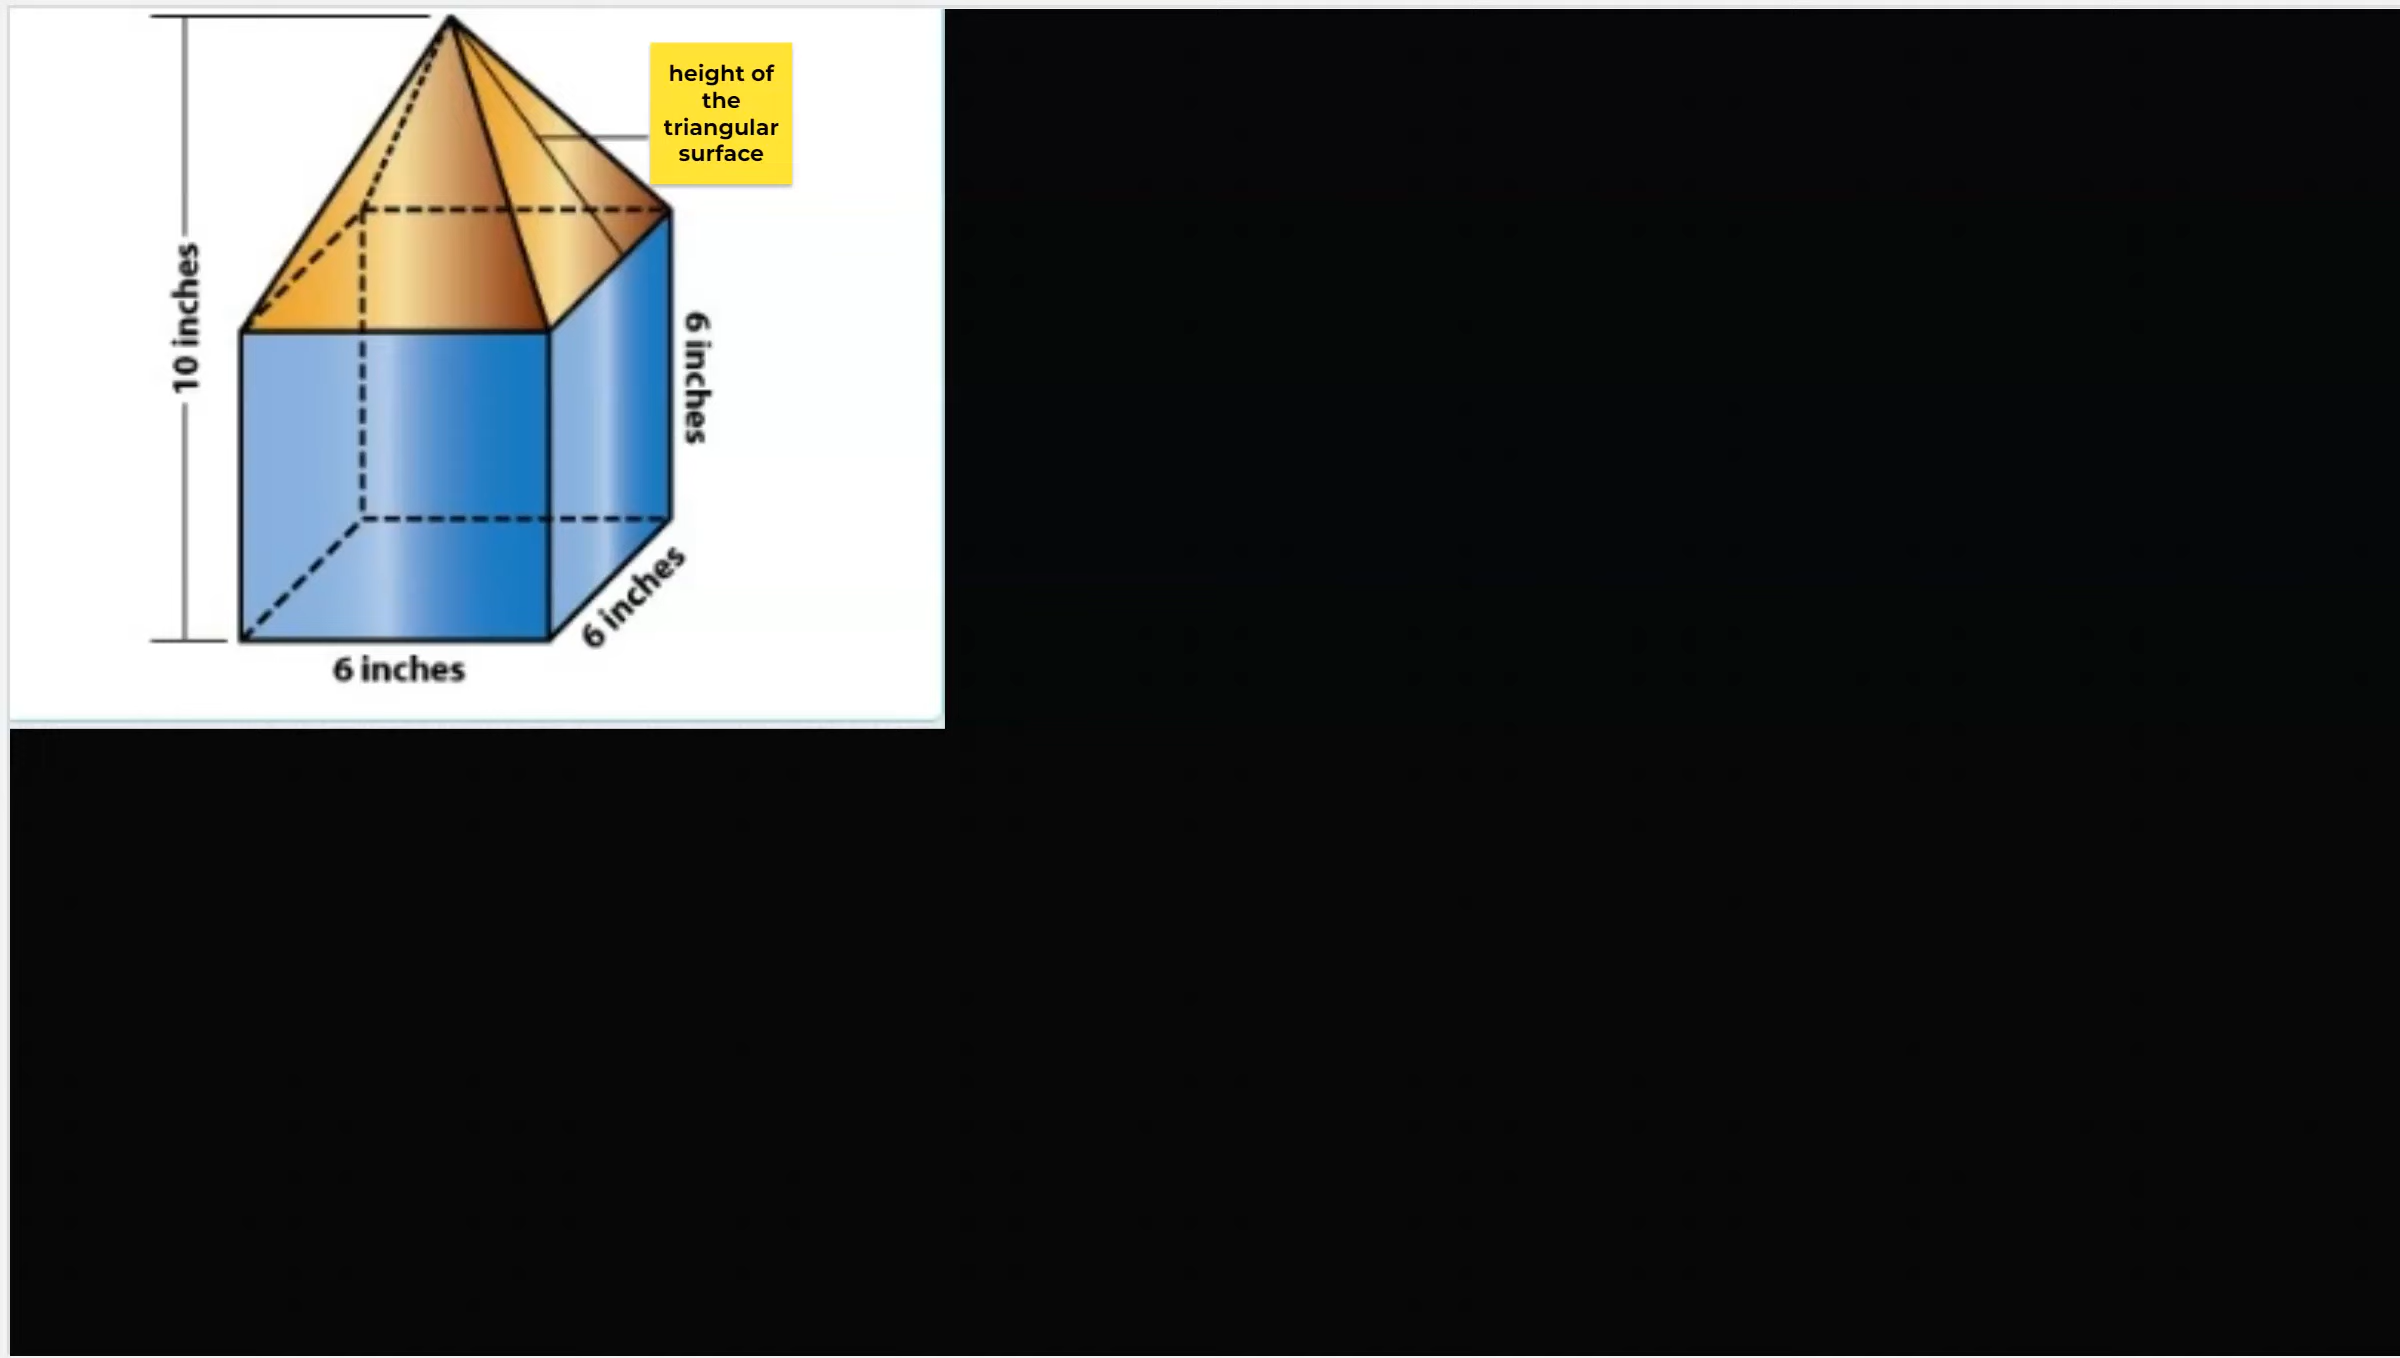 height of
the
triangular
surface
10 inches
6 inches
6 inches
6 inches